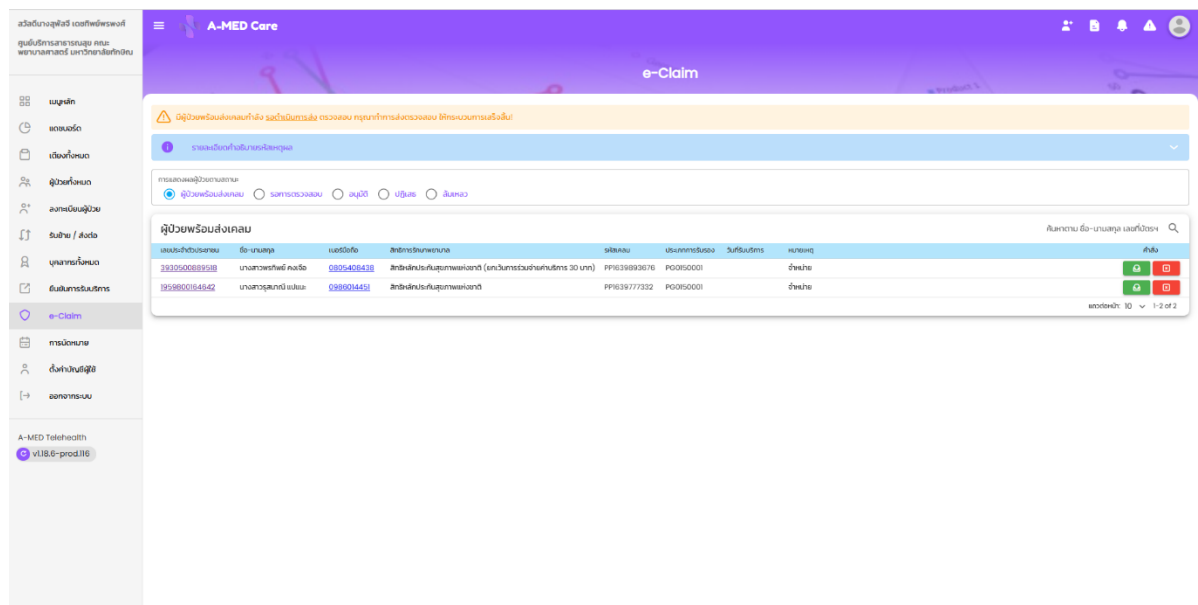 สวัสดีนางสุพัสจี เดชทิพย์พรพงศ์
ศูนย์บริการสาธารณสุข คณะ
พยาบาลศาสตร์ มหาวิทยาลัยทักษิณ
A-MED Care
e-Claim
เมนูหลัก
แดชบอร์ด
เตียงทั้งหมด
ผู้ป่วยทั้งหมด
ลงทะเบียนผู้ป่วย
รับย้าย / ส่งต่อ
บุคลากรทั้งหมด
ยืนยันการรับบริการ
e-Claim
การนัดหมาย
ตั้งค่าบัญชีผู้ใช้
ออกจากระบบ
A-MED Telehealth
C v1.18.6-prod.116
มีผู้ป่วยพร้อมส่งเคลมกำลัง รอดำเนินการส่ง ตรวจสอบ กรุณาทำการส่งตรวจสอบ ให้กระบวนการเสร็จสิ้น!
รายละเอียดคำอธิบายรหัสเหตุผล
การแสดงผลผู้ป่วยตามสถานะ
ผู้ป่วยพร้อมส่งเคลม รอการตรวจสอบ อนุมัติ ปฏิเสธ ล้มเหลว
ผู้ป่วยพร้อมส่งเคลม ค้นหาตาม ชื่อ-นามสกุล เลขที่บัตรฯ
เลขประจำตัวประชาชน ชื่อ-นามสกุล เบอร์มือถือ สิทธิการรักษาพยาบาล รหัสเคลม ประเภทการรับรอง วันที่รับบริการ หมายเหตุ คำสั่ง
3930500889518 นางสาวพรทิพย์ คงเอือ 0805408438 สิทธิหลักประกันสุขภาพแห่งชาติ (ยกเว้นการร่วมจ่ายค่าบริการ 30 บาท) PP1639893676 PG0150001 จำหน่าย
1959800164642 นางสาวรุสนาณี แปแนะ 0986014451 สิทธิหลักประกันสุขภาพแห่งชาติ PP1639777332 PG0150001 จำหน่าย
แถวต่อหน้า: 10 1-2 of 2